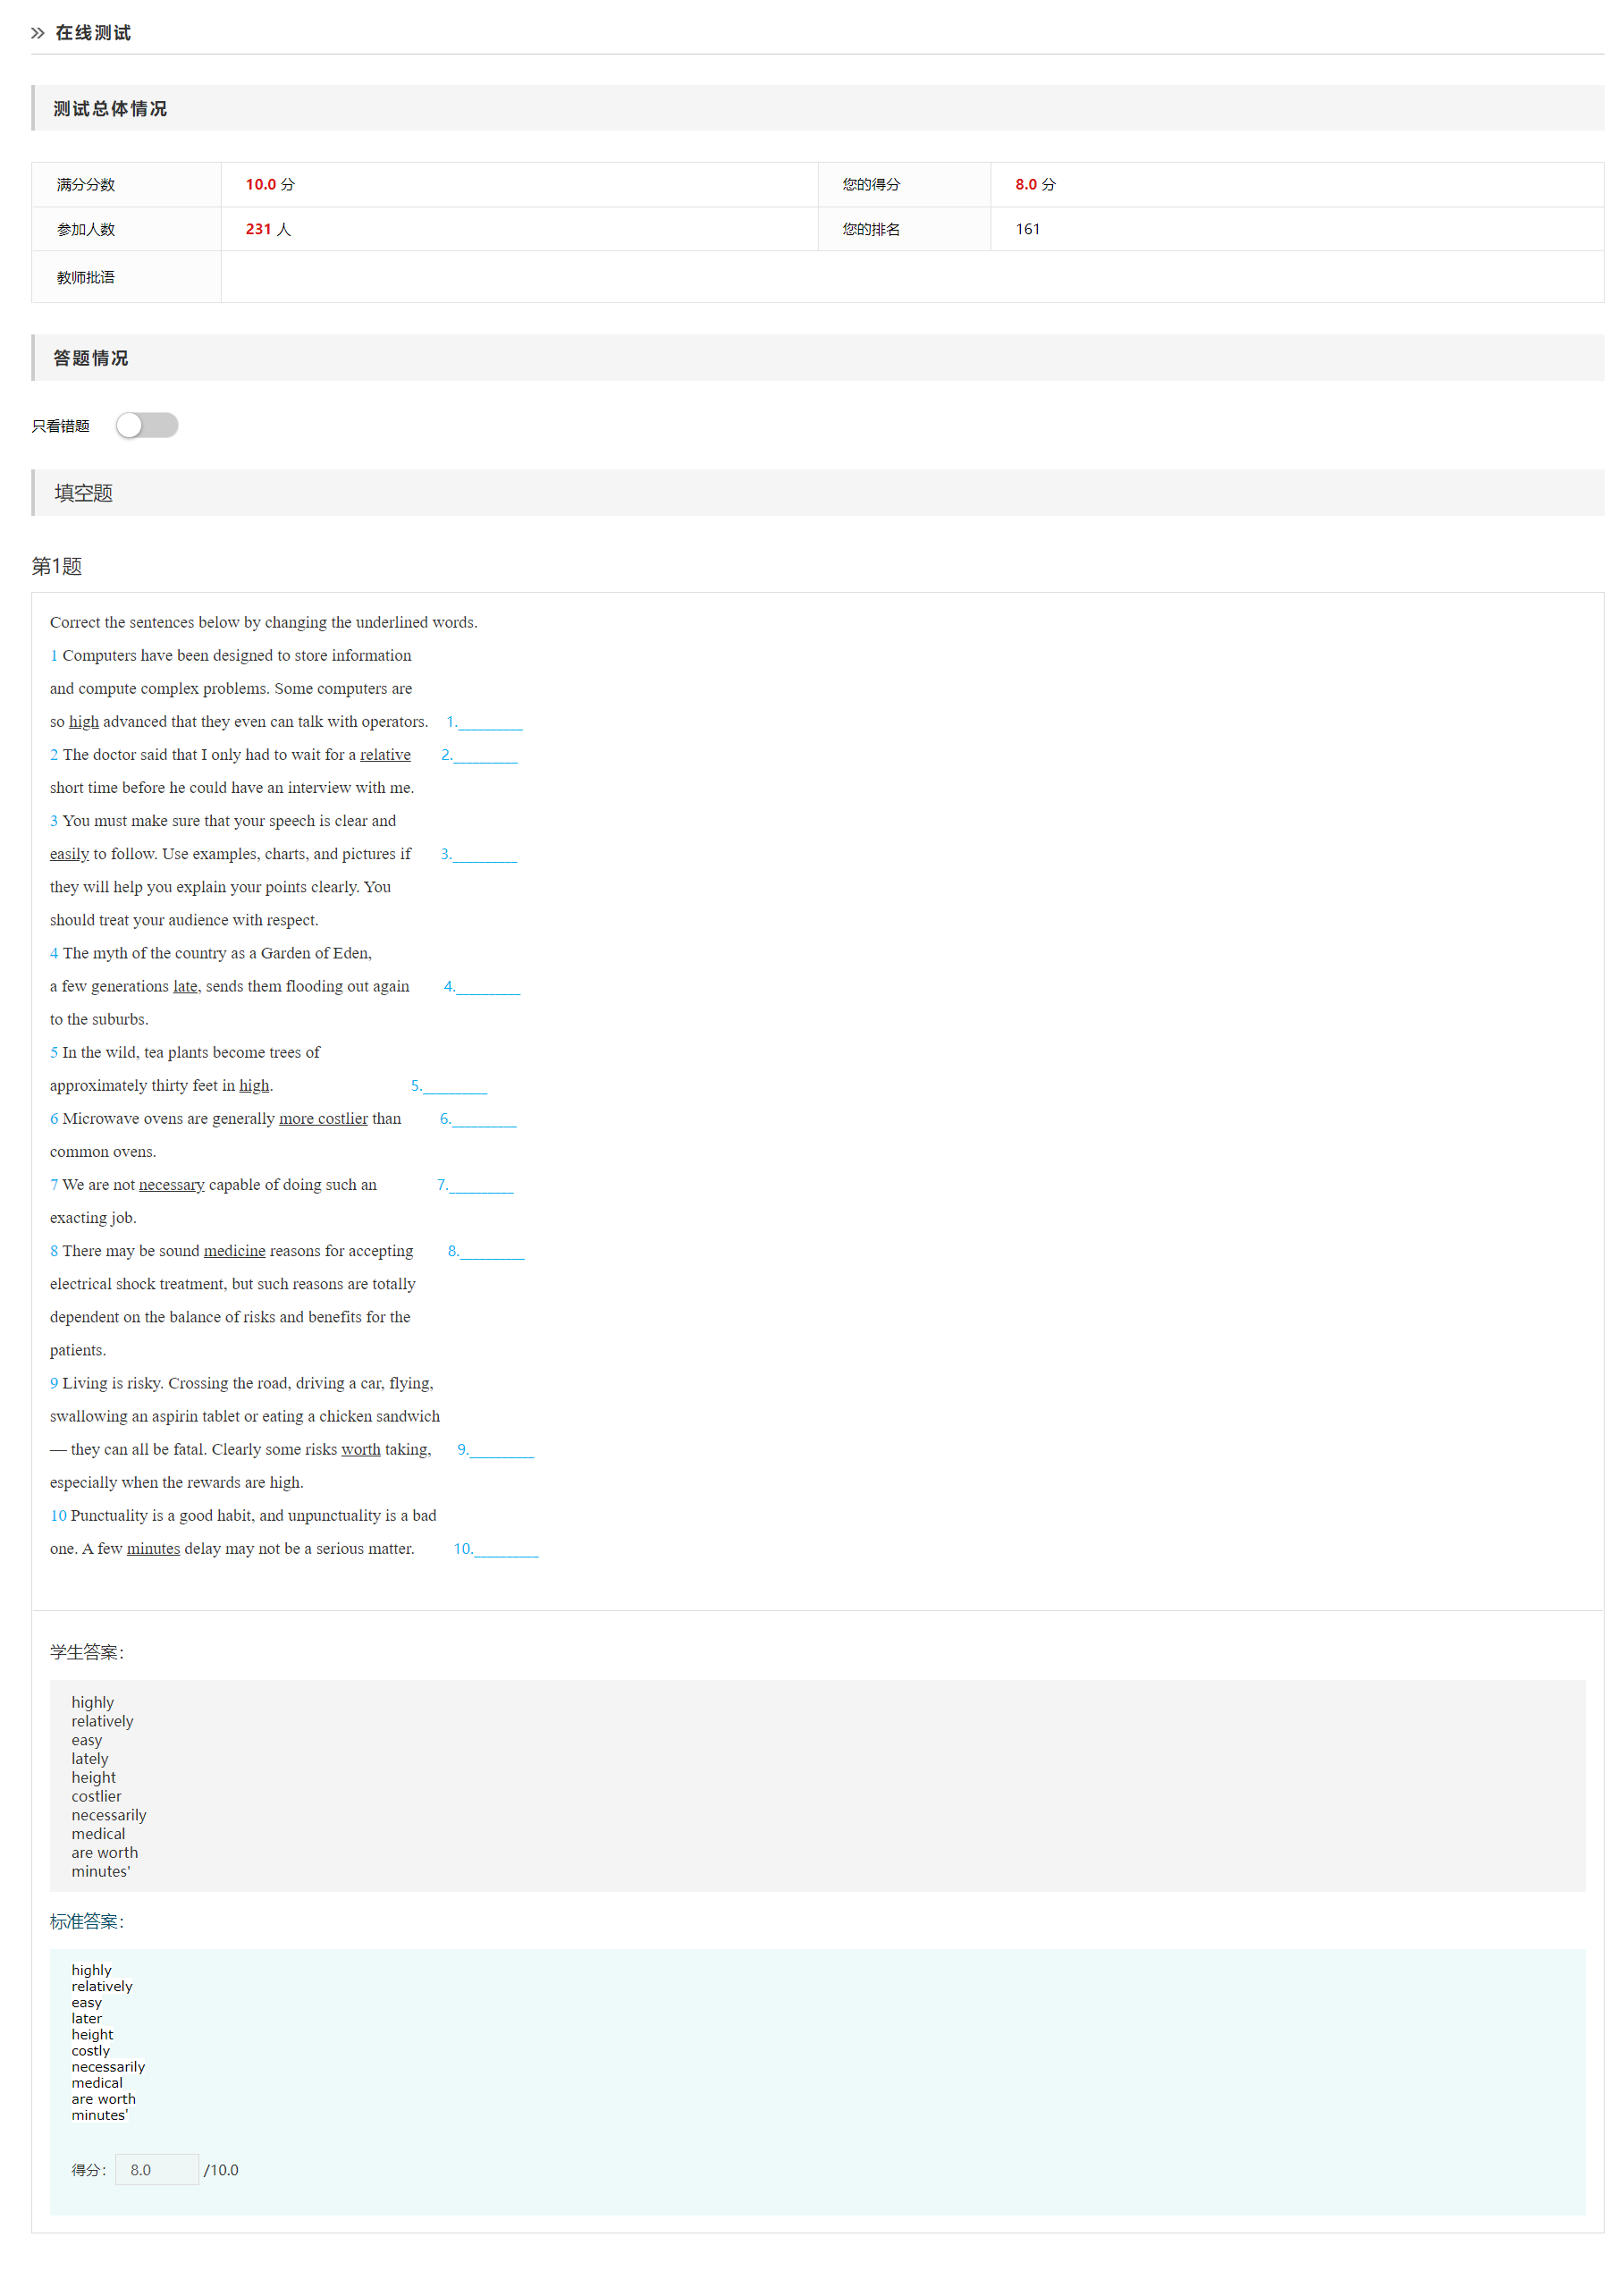 在线测试
测试总体情况
满分分数 10.0 分 您的得分 8.0 分
参加人数 231 人 您的排名 161
教师批语
答题情况
只看错题
填空题
第1题
Correct the sentences below by changing the underlined words.
1 Computers have been designed to store information
and compute complex problems. Some computers are
so high advanced that they even can talk with operators. 1.________
2 The doctor said that I only had to wait for a relative 2.________
short time before he could have an interview with me.
3 You must make sure that your speech is clear and
easily to follow. Use examples, charts, and pictures if 3.________
they will help you explain your points clearly. You
should treat your audience with respect.
4 The myth of the country as a Garden of Eden,
a few generations late, sends them flooding out again 4.________
to the suburbs.
5 In the wild, tea plants become trees of
approximately thirty feet in high. 5.________
6 Microwave ovens are generally more costlier than 6.________
common ovens.
7 We are not necessary capable of doing such an 7.________
exacting job.
8 There may be sound medicine reasons for accepting 8.________
electrical shock treatment, but such reasons are totally
dependent on the balance of risks and benefits for the
patients.
9 Living is risky. Crossing the road, driving a car, flying,
swallowing an aspirin tablet or eating a chicken sandwich
— they can all be fatal. Clearly some risks worth taking, 9.________
especially when the rewards are high.
10 Punctuality is a good habit, and unpunctuality is a bad
one. A few minutes delay may not be a serious matter. 10.________
学生答案：
highly
relatively
easy
lately
height
costlier
necessarily
medical
are worth
minutes'
标准答案：
highly
relatively
easy
later
height
costly
necessarily
medical
are worth
minutes'
得分： 8.0 /10.0